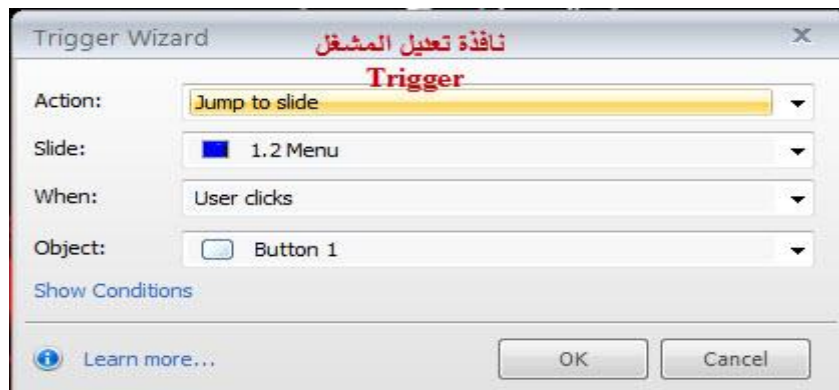 Trigger Wizard
نافذة تعديل المشغل
Trigger
Action: Jump to slide
Slide: 1.2 Menu
When: User clicks
Object: Button 1
Show Conditions
Learn more... OK Cancel